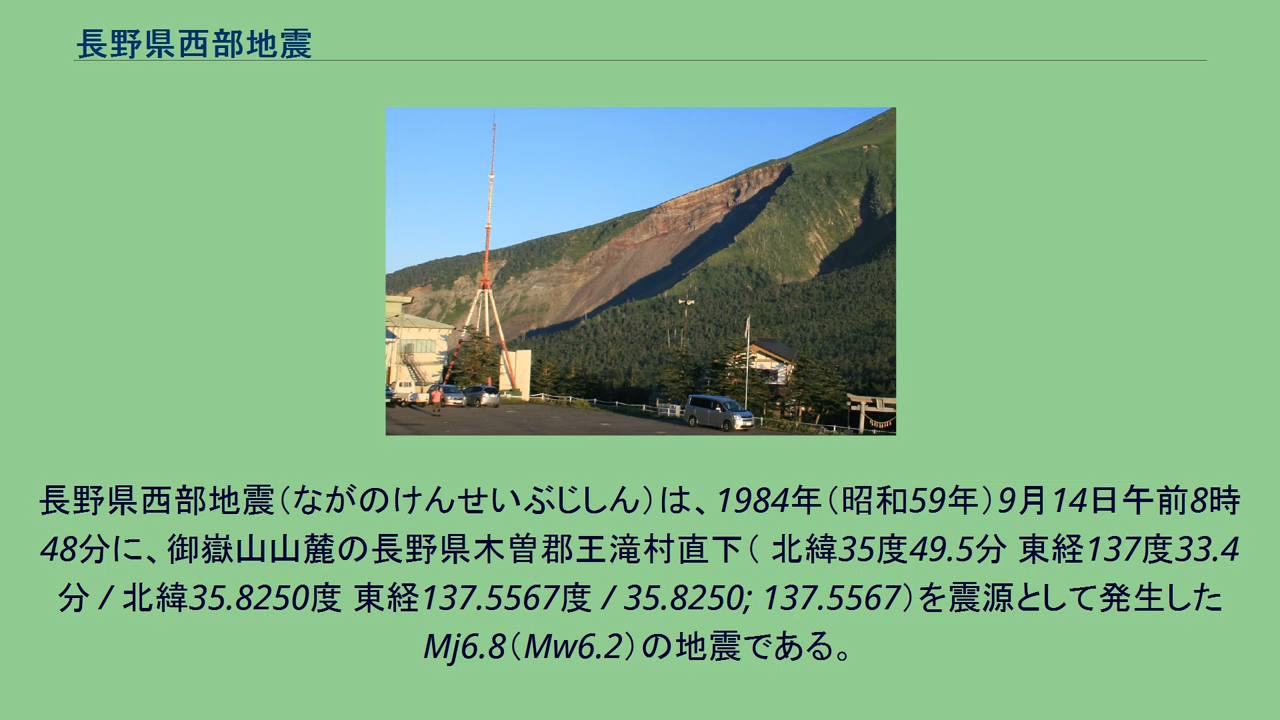 長野県西部地震
長野県西部地震（ながのけんせいぶじしん）は、1984年（昭和59年）9月14日午前8時
48分に、御嶽山山麓の長野県木曽郡王滝村直下（ 北緯35度49.5分 東経137度33.4
分 / 北緯35.8250度 東経137.5567度 / 35.8250; 137.5567）を震源として発生した
Mj6.8（Mw6.2）の地震である。